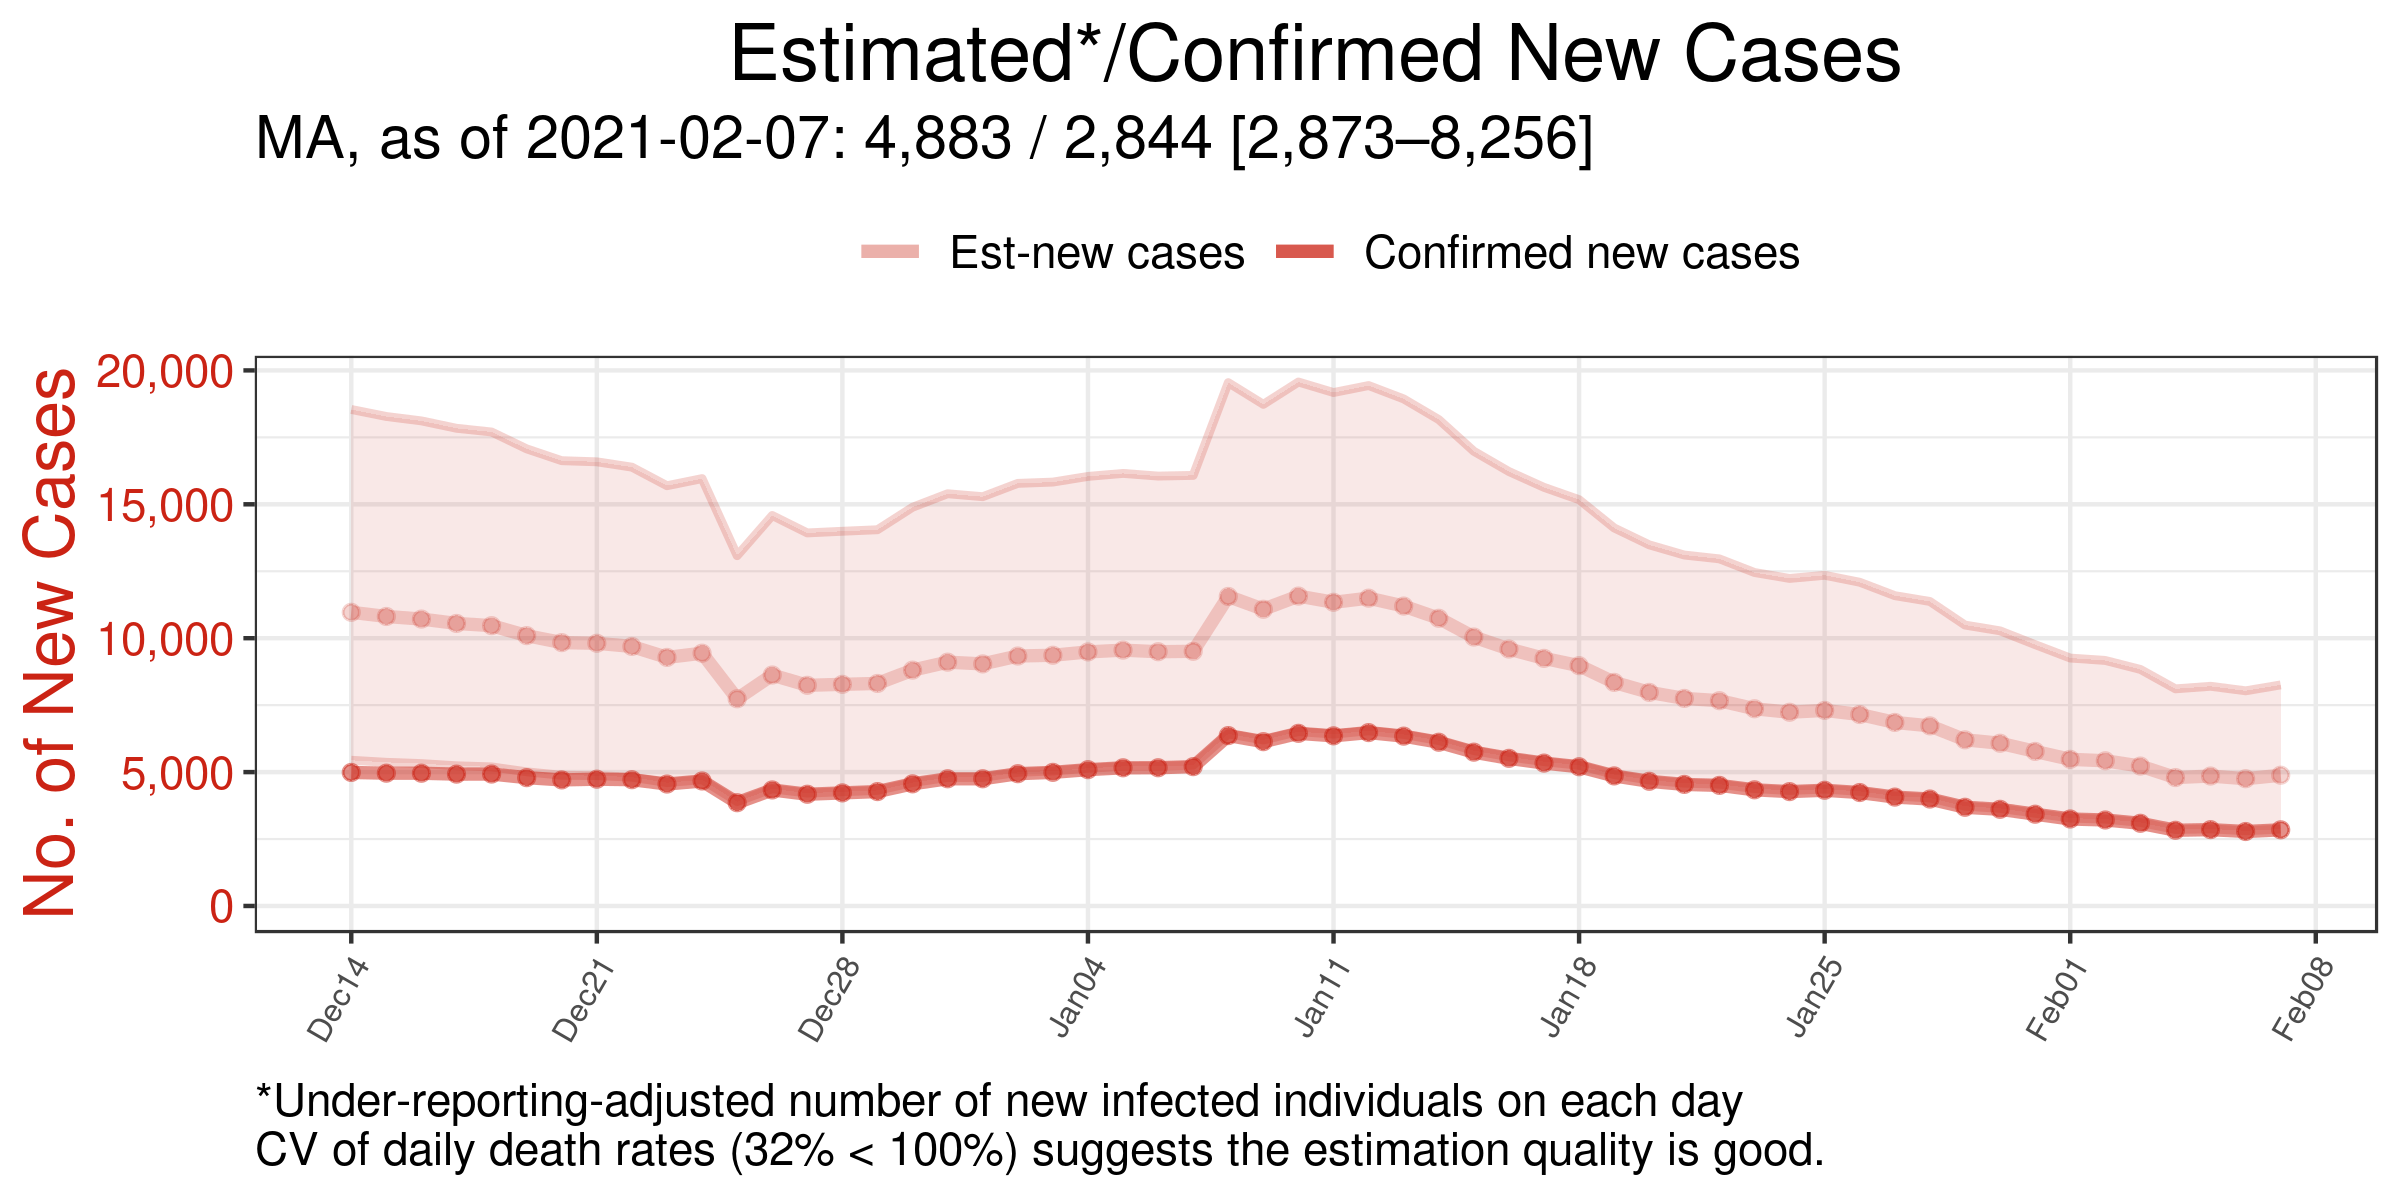 Estimated*/Confirmed New Cases
MA, as of 2021-02-07: 4,883 / 2,844 [2,873–8,256]
Est-new cases Confirmed new cases
No. of New Cases
20,000
15,000
10,000
5,000
0
Dec14 Dec21 Dec28 Jan04 Jan11 Jan18 Jan25 Feb01 Feb08
*Under-reporting-adjusted number of new infected individuals on each day
CV of daily death rates (32% < 100%) suggests the estimation quality is good.